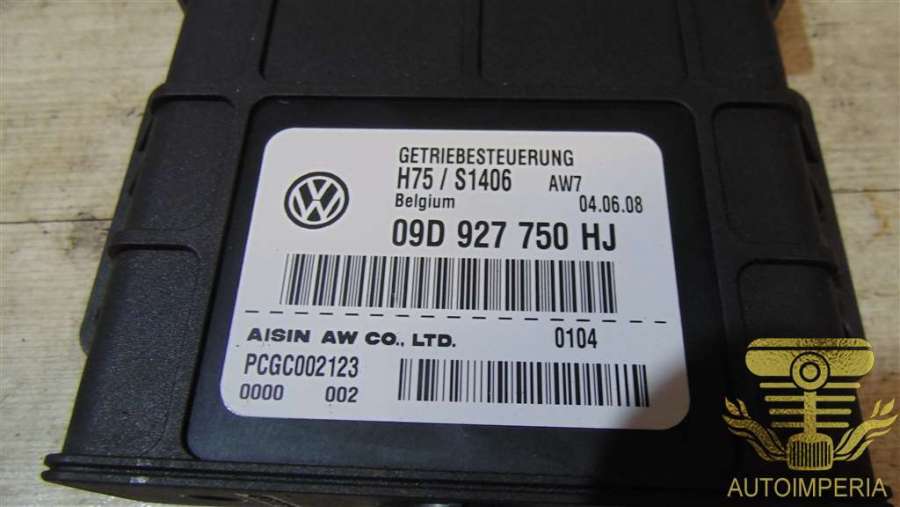 GETRIEBESTEUERUNG
H75 / S1406 AW7
Belgium 04.06.08
09D 927 750 HJ
AISIN AW CO., LTD. 0104
PCGC002123
0000 002
AUTOIMPERIA